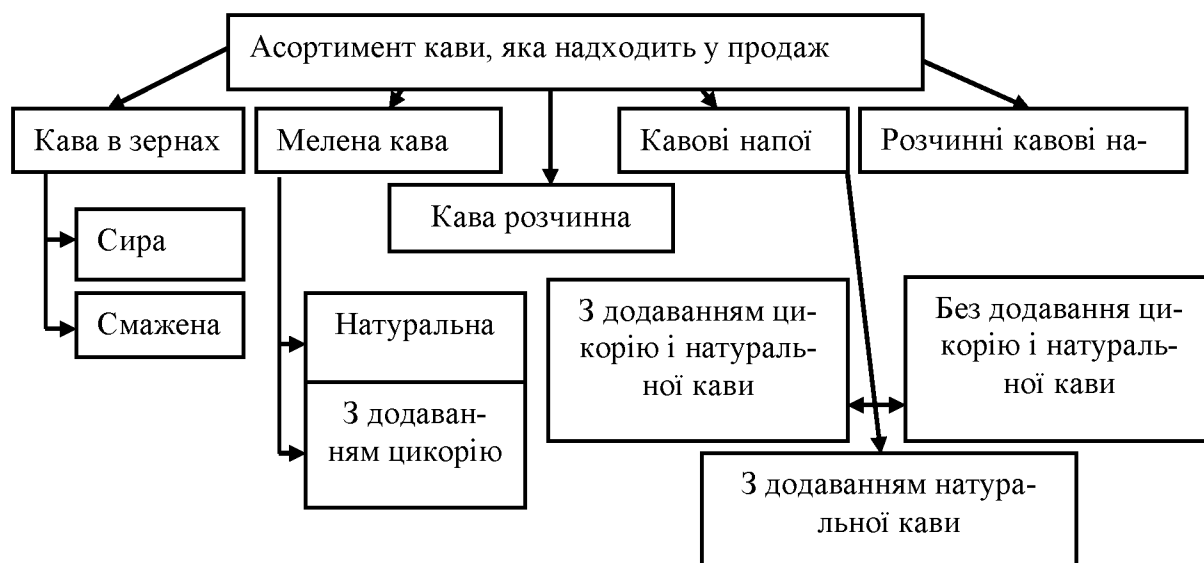 Асортимент кави, яка надходить у продаж
Кава в зернах
Мелена кава
Кавові напої
Розчинні кавові на-
Кава розчинна
Сира
Смажена
Натуральна
З додаван-
ням цикорію
З додаванням ци-
корію і натураль-
ної кави
Без додавання ци-
корію і натураль-
ної кави
З додаванням натура-
льної кави